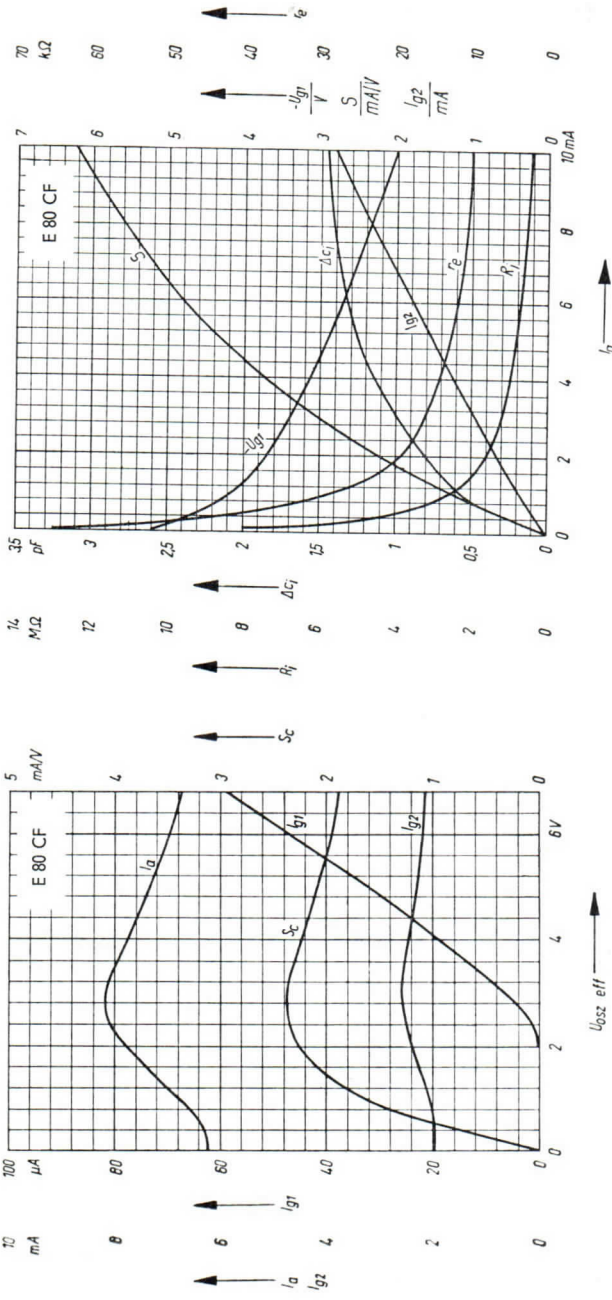 70
kΩ
60
50
40
30
20
10
0
rₑ
-Ug1/V
S mA/V
Ig2/mA
7
6
5
4
3
2
1
0
E 80 CF
S
-Ug1
Δcᵢ
Ig2
rₑ
Rᵢ
3.5
pF
3
2.5
2
1.5
1
0.5
0
0
2
4
6
8
10 mA
Iₐ
Δcᵢ
14
MΩ
12
10
8
6
4
2
0
Rᵢ
Sc
5
mA/V
4
3
2
1
0
E 80 CF
Iₐ
Ig1
Sc
Ig2
100
µA
80
60
40
20
0
0
2
4
6V
Uosz eff
Ig1
10
mA
8
6
4
2
0
Iₐ
Ig2